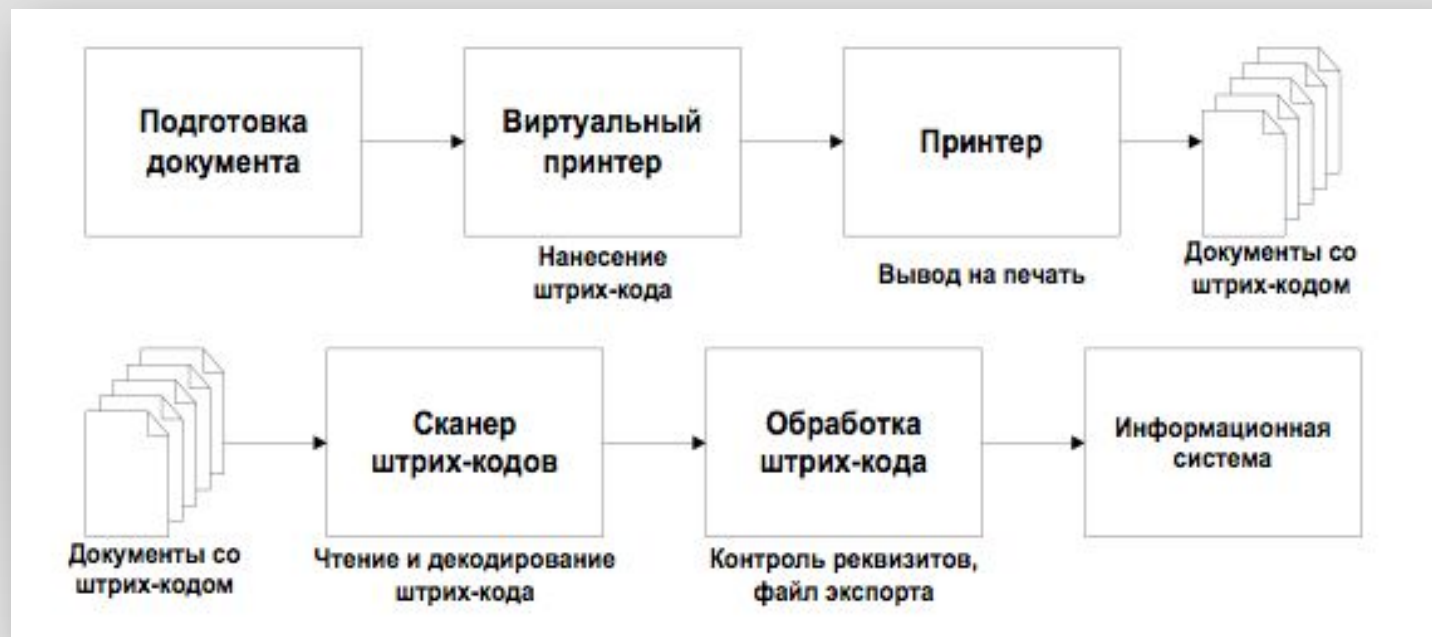 Подготовка
документа
Виртуальный
принтер
Принтер
Нанесение
штрих-кода
Вывод на печать
Документы со
штрих-кодом
Сканер
штрих-кодов
Обработка
штрих-кода
Информационная
система
Документы со
штрих-кодом
Чтение и декодирование
штрих-кода
Контроль реквизитов,
файл экспорта